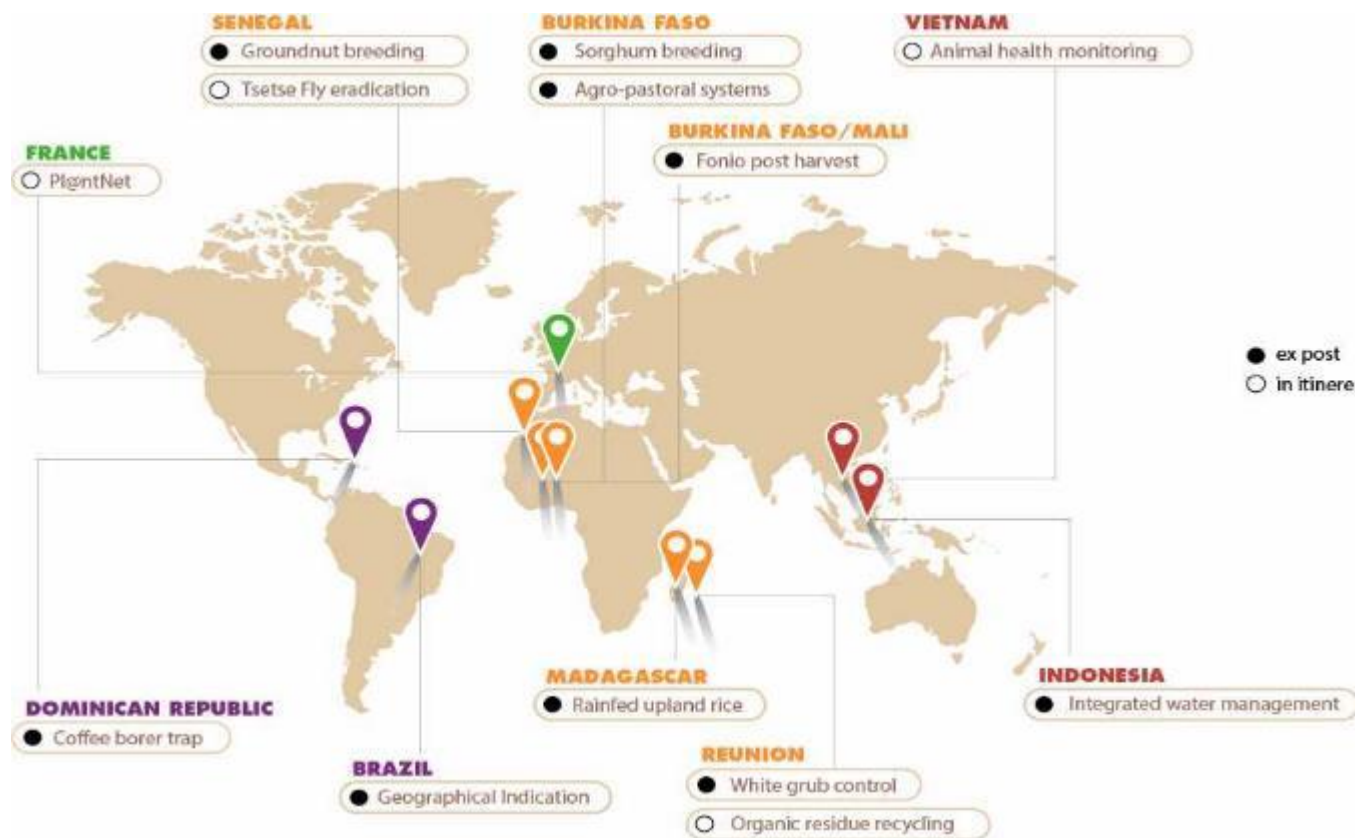 SENEGAL
Groundnut breeding
Tsetse Fly eradication
BURKINA FASO
Sorghum breeding
Agro-pastoral systems
VIETNAM
Animal health monitoring
BURKINA FASO/MALI
Fonio post harvest
FRANCE
Pl@ntNet
ex post
in itinere
DOMINICAN REPUBLIC
Coffee borer trap
BRAZIL
Geographical Indication
MADAGASCAR
Rainfed upland rice
REUNION
White grub control
Organic residue recycling
INDONESIA
Integrated water management